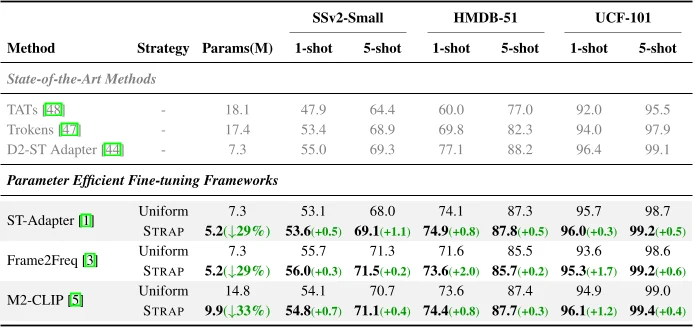 SSv2-Small HMDB-51 UCF-101
Method Strategy Params(M) 1-shot 5-shot 1-shot 5-shot 1-shot 5-shot
State-of-the-Art Methods
TATs [48] - 18.1 47.9 64.4 60.0 77.0 92.0 95.5
Trokens [47] - 17.4 53.4 68.9 69.8 82.3 94.0 97.9
D2-ST Adapter [44] - 7.3 55.0 69.3 77.1 88.2 96.4 99.1
Parameter Efficient Fine-tuning Frameworks
ST-Adapter [1] Uniform 7.3 53.1 68.0 74.1 87.3 95.7 98.7
STRAP 5.2(↓29%) 53.6(+0.5) 69.1(+1.1) 74.9(+0.8) 87.8(+0.5) 96.0(+0.3) 99.2(+0.5)
Frame2Freq [3] Uniform 7.3 55.7 71.3 71.6 85.5 93.6 98.6
STRAP 5.2(↓29%) 56.0(+0.3) 71.5(+0.2) 73.6(+2.0) 85.7(+0.2) 95.3(+1.7) 99.2(+0.6)
M2-CLIP [5] Uniform 14.8 54.1 70.7 73.6 87.4 94.9 99.0
STRAP 9.9(↓33%) 54.8(+0.7) 71.1(+0.4) 74.4(+0.8) 87.7(+0.3) 96.1(+1.2) 99.4(+0.4)